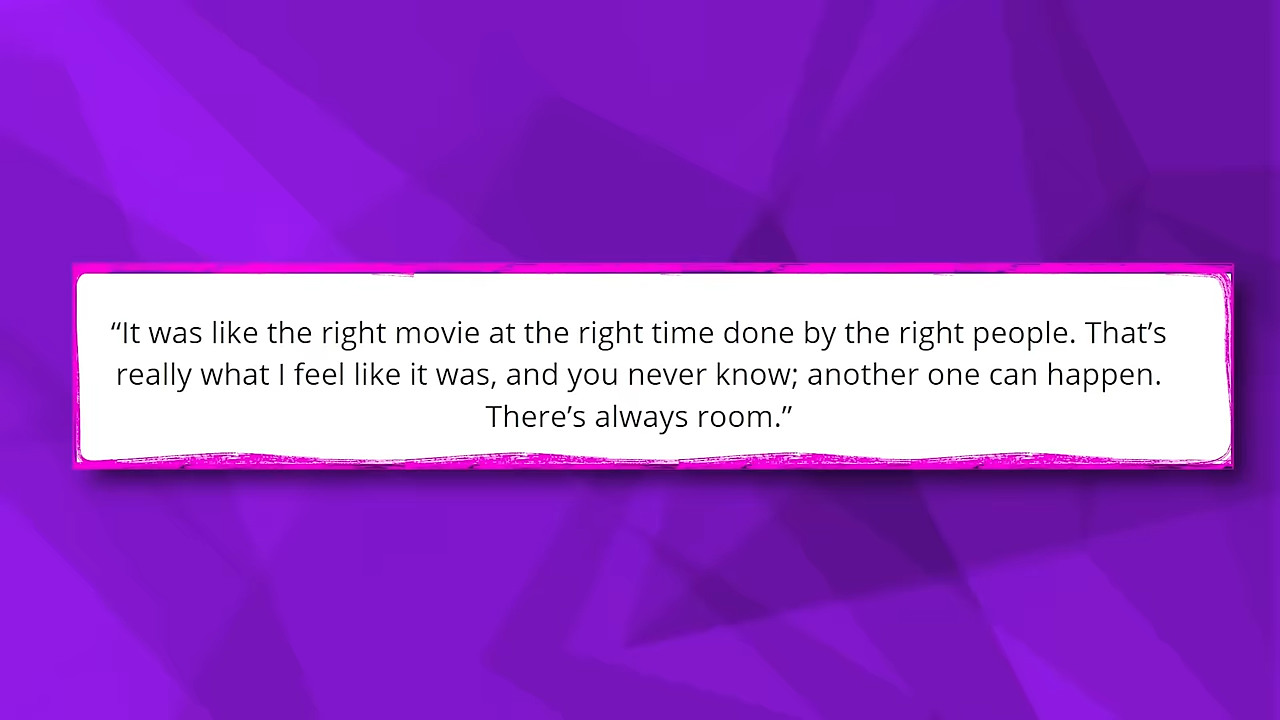 “It was like the right movie at the right time done by the right people. That’s
really what I feel like it was, and you never know; another one can happen.
There’s always room.”